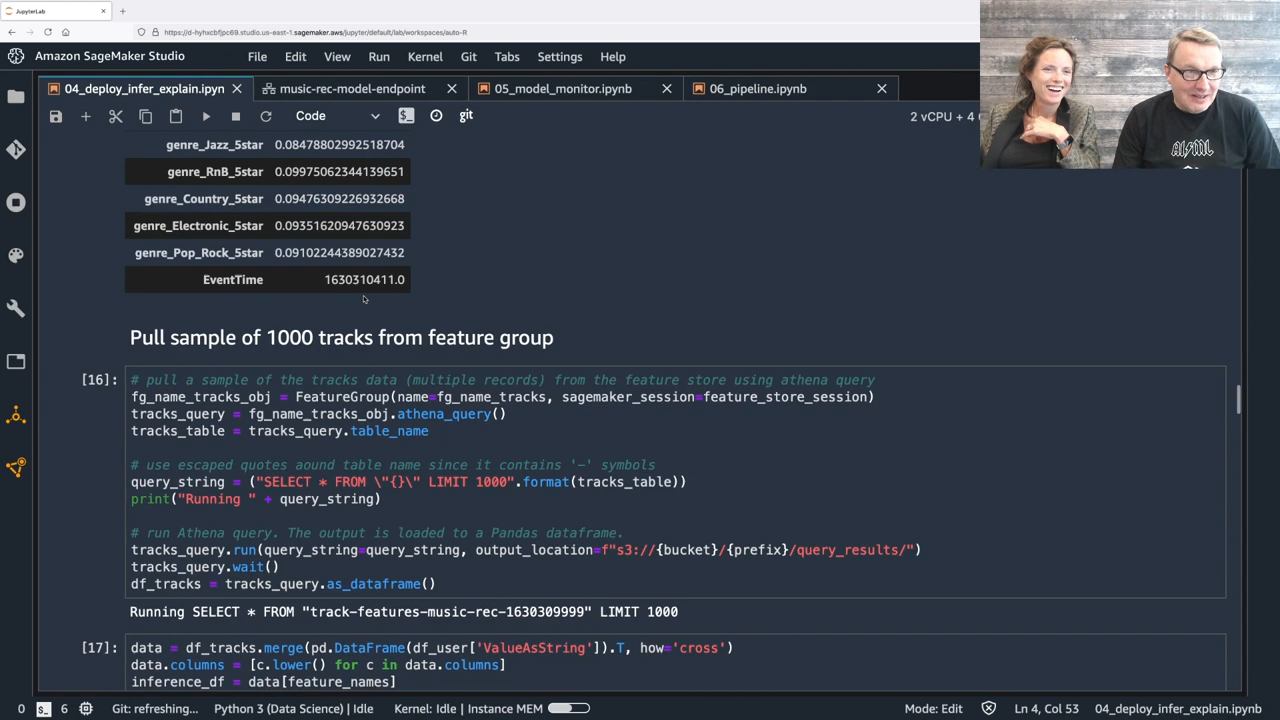 JupyterLab
https://d-hyhxcbfjpc69.studio.us-east-1.sagemaker.aws/jupyter/default/lab/workspaces/auto-R
Amazon SageMaker Studio File Edit View Run Kernel Git Tabs Settings Help
04_deploy_infer_explain.ipyn music-rec-model-endpoint 05_model_monitor.ipynb 06_pipeline.ipynb
Code git 2 vCPU + 4
genre_Jazz_5star 0.08478802992518704
genre_RnB_5star 0.09975062344139651
genre_Country_5star 0.09476309226932668
genre_Electronic_5star 0.09351620947630923
genre_Pop_Rock_5star 0.09102244389027432
EventTime 1630310411.0
Pull sample of 1000 tracks from feature group
[16]: # pull a sample of the tracks data (multiple records) from the feature store using athena query
fg_name_tracks_obj = FeatureGroup(name=fg_name_tracks, sagemaker_session=feature_store_session)
tracks_query = fg_name_tracks_obj.athena_query()
tracks_table = tracks_query.table_name
# use escaped quotes aound table name since it contains '-' symbols
query_string = ("SELECT * FROM \"{}\" LIMIT 1000".format(tracks_table))
print("Running " + query_string)
# run Athena query. The output is loaded to a Pandas dataframe.
tracks_query.run(query_string=query_string, output_location=f"s3://{bucket}/{prefix}/query_results/")
tracks_query.wait()
df_tracks = tracks_query.as_dataframe()
Running SELECT * FROM "track-features-music-rec-1630309999" LIMIT 1000
[17]: data = df_tracks.merge(pd.DataFrame(df_user['ValueAsString']).T, how='cross')
data.columns = [c.lower() for c in data.columns]
inference_df = data[feature_names]
0 6 Git: refreshing... Python 3 (Data Science) | Idle Kernel: Idle | Instance MEM Mode: Edit Ln 4, Col 53 04_deploy_infer_explain.ipynb
AI/ML